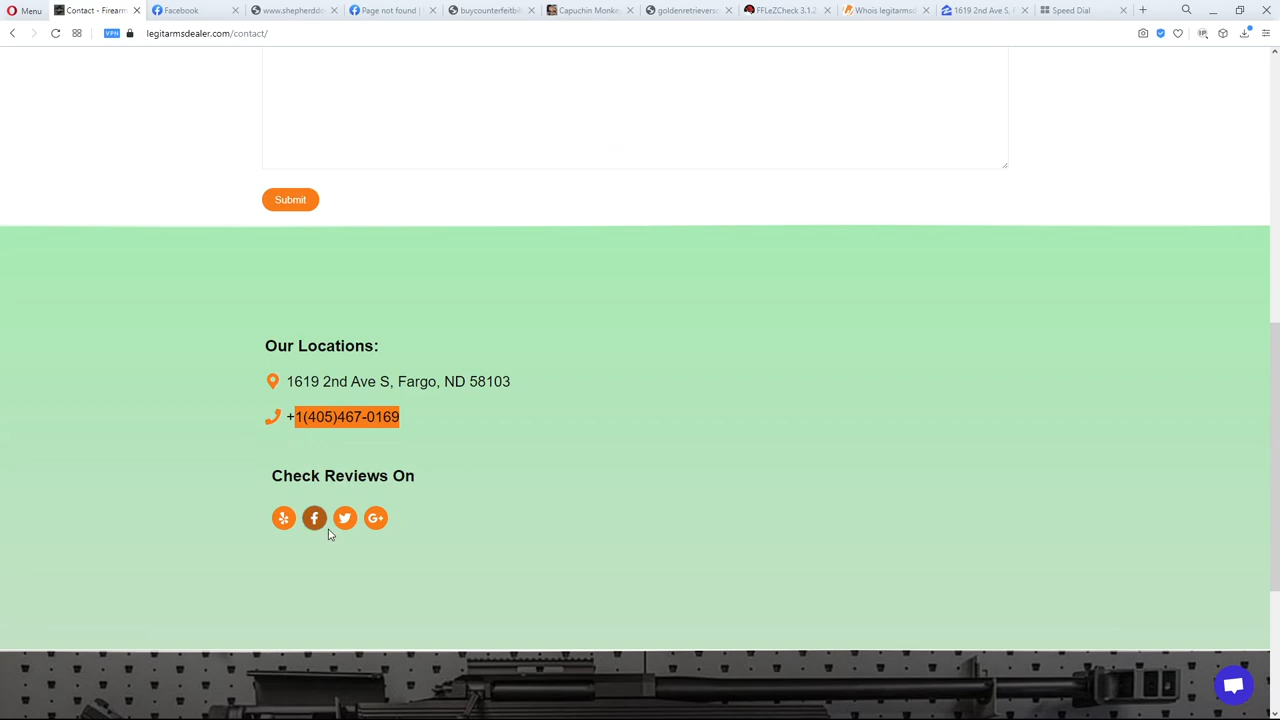 Menu
Contact - Firearm
Facebook
www.shepherddo
Page not found |
buycounterfeitbil
Capuchin Monke
goldenretrieversc
FFLeZCheck 3.1.2
Whois legitarmsd
1619 2nd Ave S, F
Speed Dial
VPN
legitarmsdealer.com/contact/
Submit
Our Locations:
1619 2nd Ave S, Fargo, ND 58103
+1(405)467-0169
Check Reviews On